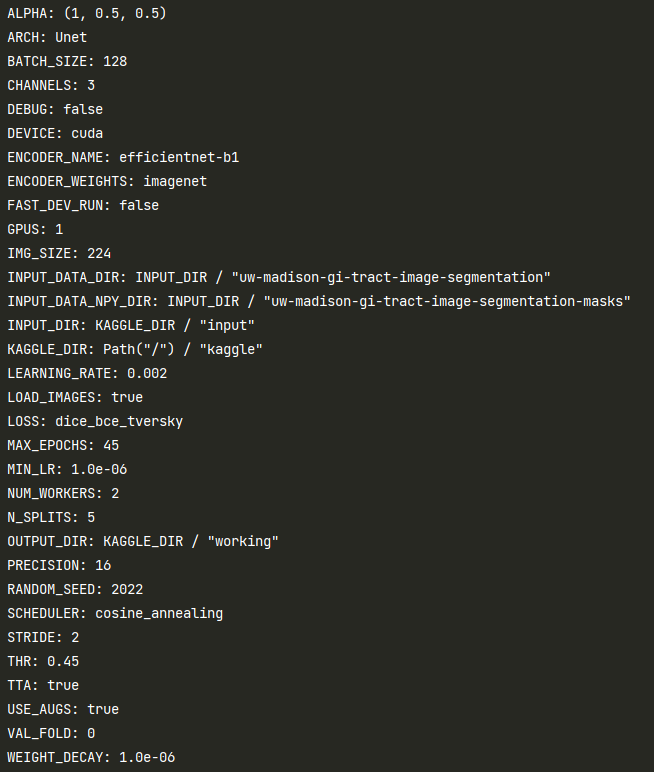 ALPHA: (1, 0.5, 0.5)
ARCH: Unet
BATCH_SIZE: 128
CHANNELS: 3
DEBUG: false
DEVICE: cuda
ENCODER_NAME: efficientnet-b1
ENCODER_WEIGHTS: imagenet
FAST_DEV_RUN: false
GPUS: 1
IMG_SIZE: 224
INPUT_DATA_DIR: INPUT_DIR / "uw-madison-gi-tract-image-segmentation"
INPUT_DATA_NPY_DIR: INPUT_DIR / "uw-madison-gi-tract-image-segmentation-masks"
INPUT_DIR: KAGGLE_DIR / "input"
KAGGLE_DIR: Path("/") / "kaggle"
LEARNING_RATE: 0.002
LOAD_IMAGES: true
LOSS: dice_bce_tversky
MAX_EPOCHS: 45
MIN_LR: 1.0e-06
NUM_WORKERS: 2
N_SPLITS: 5
OUTPUT_DIR: KAGGLE_DIR / "working"
PRECISION: 16
RANDOM_SEED: 2022
SCHEDULER: cosine_annealing
STRIDE: 2
THR: 0.45
TTA: true
USE_AUGS: true
VAL_FOLD: 0
WEIGHT_DECAY: 1.0e-06